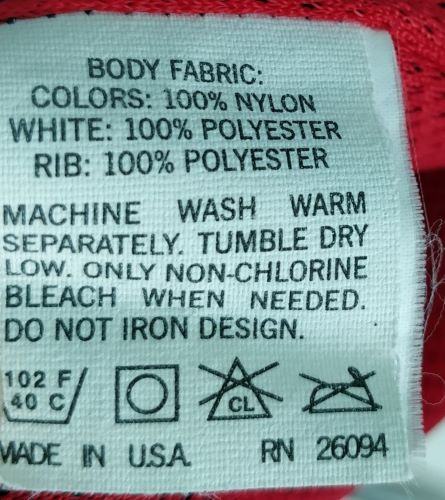 BODY FABRIC:
COLORS: 100% NYLON
WHITE: 100% POLYESTER
RIB: 100% POLYESTER
MACHINE WASH WARM
SEPARATELY. TUMBLE DRY
LOW. ONLY NON-CHLORINE
BLEACH WHEN NEEDED.
DO NOT IRON DESIGN.
102 F
40 C
CL
MADE IN U.S.A. RN 26094